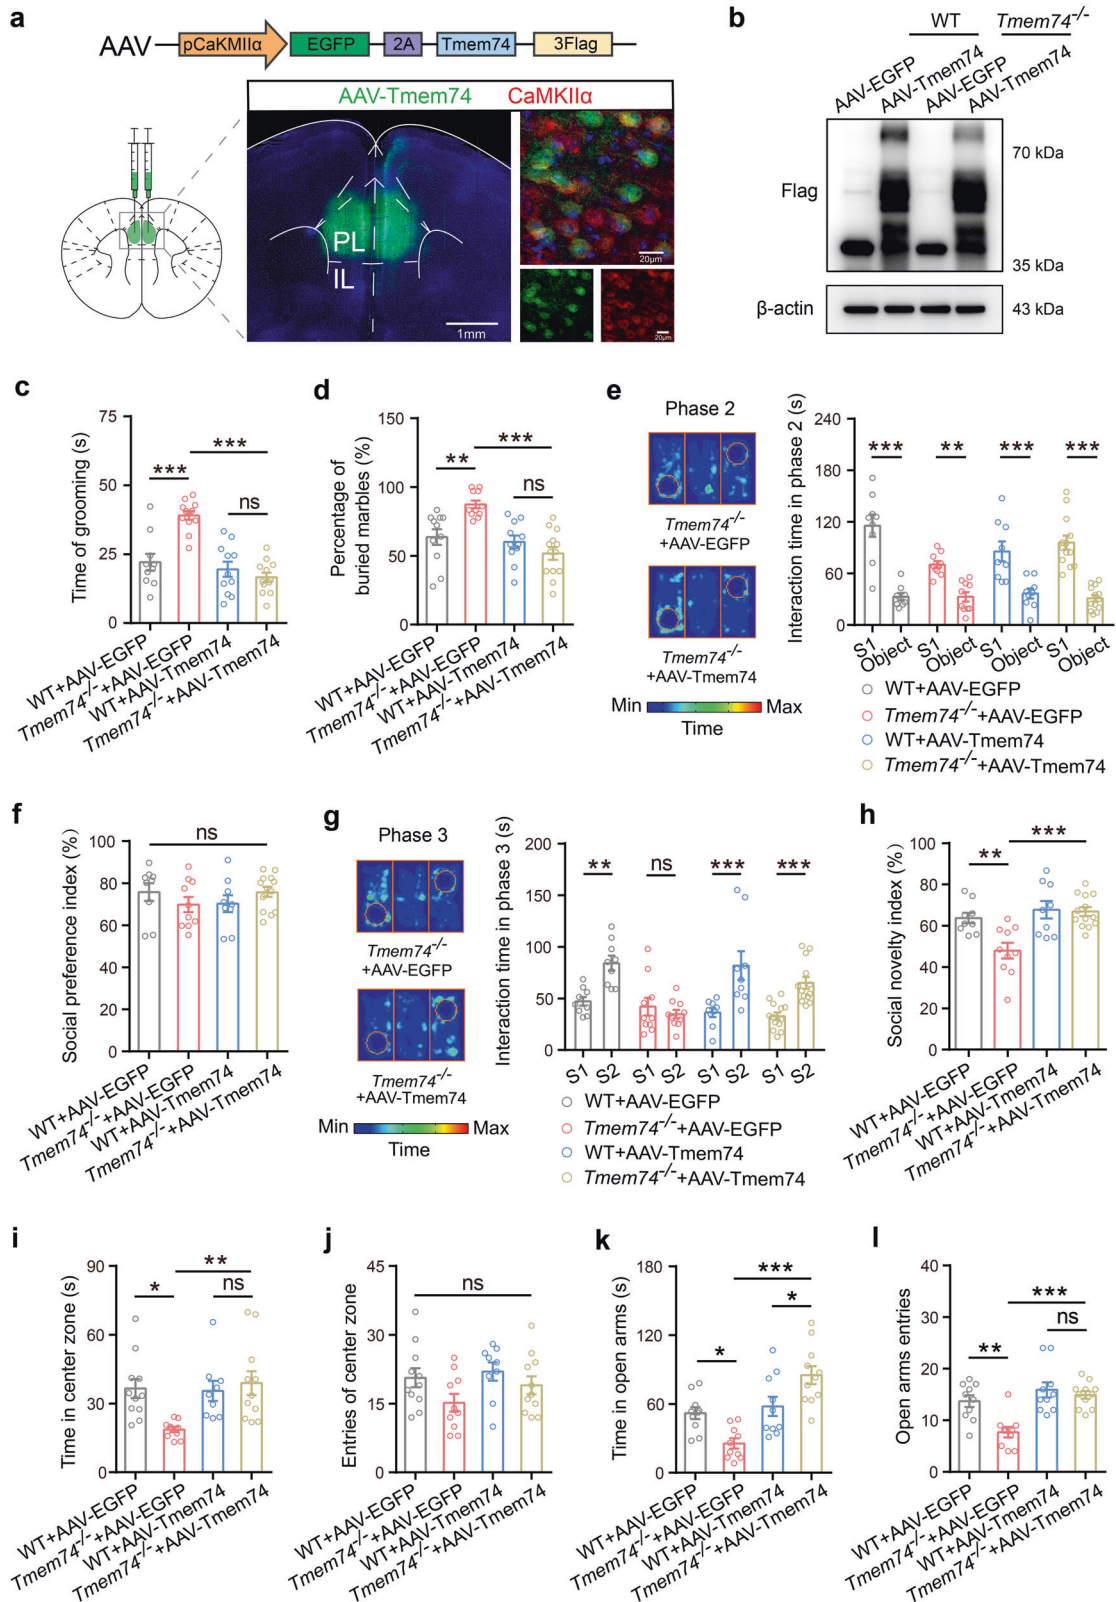 a
AAV pCaKMIIα EGFP 2A Tmem74 3Flag
AAV-Tmem74 CaMKIIα
PL
IL
1mm
20μm
20μm
b
WT Tmem74-/-
AAV-EGFP
AAV-Tmem74
AAV-EGFP
AAV-Tmem74
Flag
70 kDa
35 kDa
β-actin
43 kDa
c
Time of grooming (s)
75
50
25
0
***
***
ns
WT+AAV-EGFP
Tmem74-/-+AAV-EGFP
WT+AAV-Tmem74
Tmem74-/-+AAV-Tmem74
d
Percentage of
buried marbles (%)
150
100
50
0
**
***
ns
WT+AAV-EGFP
Tmem74-/-+AAV-EGFP
WT+AAV-Tmem74
Tmem74-/-+AAV-Tmem74
e
Phase 2
Tmem74-/-
+AAV-EGFP
Tmem74-/-
+AAV-Tmem74
Min Max
Time
Interaction time in phase 2 (s)
240
180
120
60
0
*** ** *** ***
S1 Object S1 Object S1 Object S1 Object
WT+AAV-EGFP
Tmem74-/-+AAV-EGFP
WT+AAV-Tmem74
Tmem74-/-+AAV-Tmem74
f
Social preference index (%)
100
80
60
40
20
0
ns
WT+AAV-EGFP
Tmem74-/-+AAV-EGFP
WT+AAV-Tmem74
Tmem74-/-+AAV-Tmem74
g
Phase 3
Tmem74-/-
+AAV-EGFP
Tmem74-/-
+AAV-Tmem74
Min Max
Time
Interaction time in phase 3 (s)
200
150
100
50
0
** ns *** ***
S1 S2 S1 S2 S1 S2 S1 S2
WT+AAV-EGFP
Tmem74-/-+AAV-EGFP
WT+AAV-Tmem74
Tmem74-/-+AAV-Tmem74
h
Social novelty index (%)
100
80
60
40
20
0
**
***
WT+AAV-EGFP
Tmem74-/-+AAV-EGFP
WT+AAV-Tmem74
Tmem74-/-+AAV-Tmem74
i
Time in center zone (s)
90
60
30
0
*
**
ns
WT+AAV-EGFP
Tmem74-/-+AAV-EGFP
WT+AAV-Tmem74
Tmem74-/-+AAV-Tmem74
j
Entries of center zone
45
30
15
0
ns
WT+AAV-EGFP
Tmem74-/-+AAV-EGFP
WT+AAV-Tmem74
Tmem74-/-+AAV-Tmem74
k
Time in open arms (s)
180
120
60
0
*
***
*
WT+AAV-EGFP
Tmem74-/-+AAV-EGFP
WT+AAV-Tmem74
Tmem74-/-+AAV-Tmem74
l
Open arms entries
40
30
20
10
0
**
***
ns
WT+AAV-EGFP
Tmem74-/-+AAV-EGFP
WT+AAV-Tmem74
Tmem74-/-+AAV-Tmem74